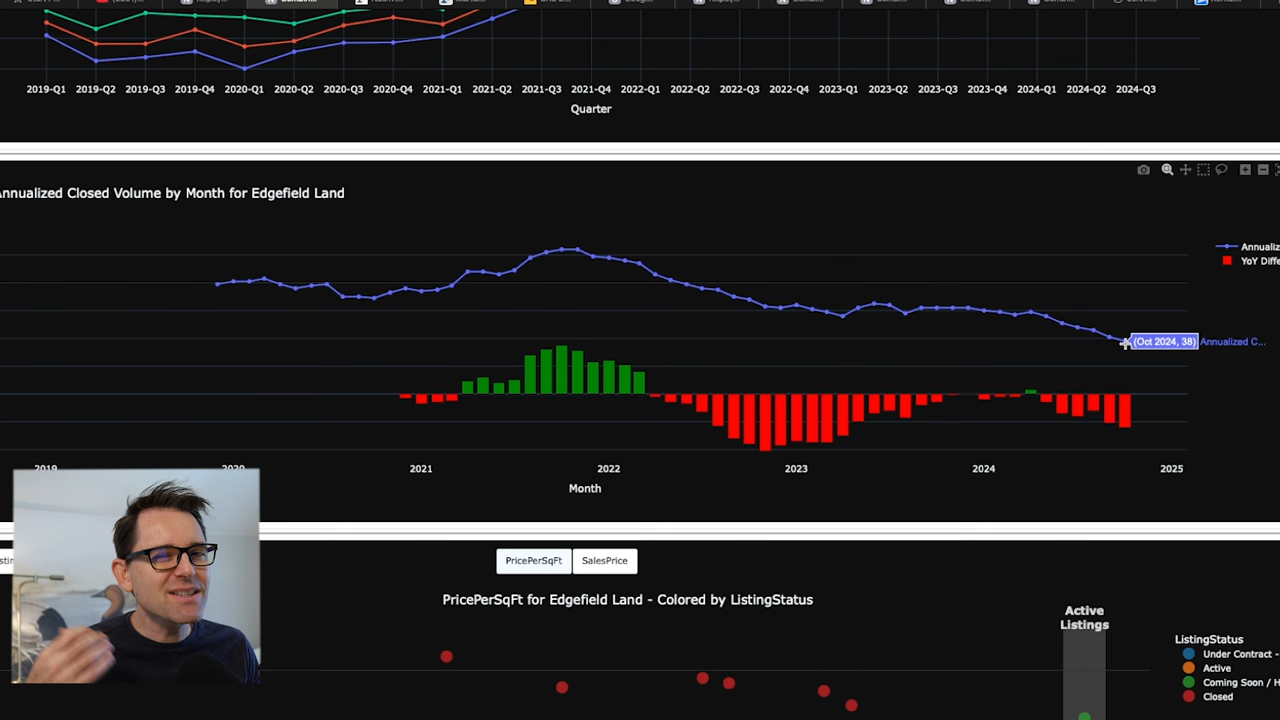 2019-Q1 2019-Q2 2019-Q3 2019-Q4 2020-Q1 2020-Q2 2020-Q3 2020-Q4 2021-Q1 2021-Q2 2021-Q3 2021-Q4 2022-Q1 2022-Q2 2022-Q3 2022-Q4 2023-Q1 2023-Q2 2023-Q3 2023-Q4 2024-Q1 2024-Q2 2024-Q3
Quarter
Annualized Closed Volume by Month for Edgefield Land
Annualiz
YoY Diffe
(Oct 2024, 38) Annualized C...
2019 2020 2021 2022 2023 2024 2025
Month
PricePerSqFt SalesPrice
PricePerSqFt for Edgefield Land - Colored by ListingStatus
Active
Listings
ListingStatus
Under Contract -
Active
Coming Soon / H
Closed